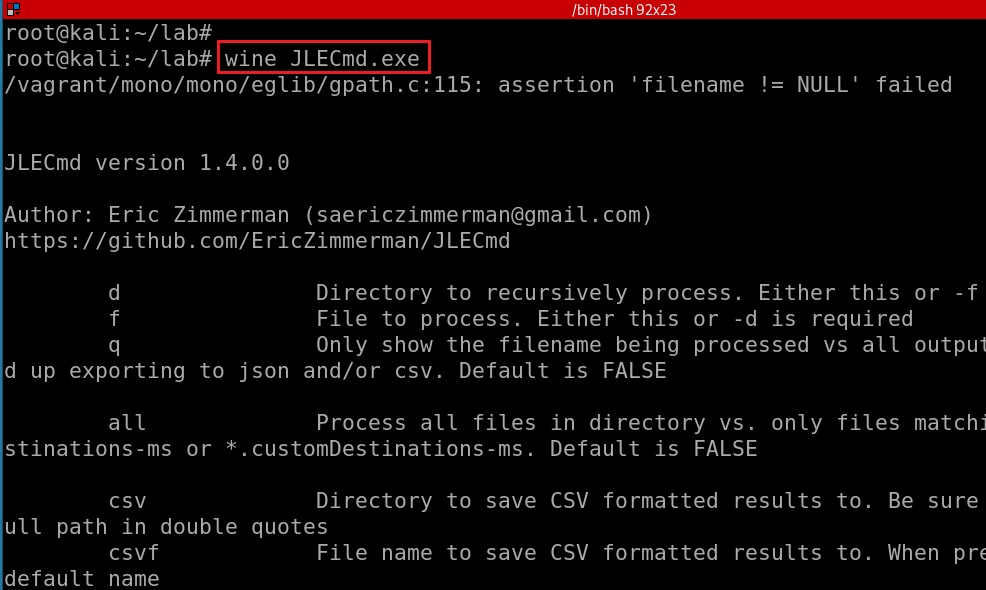 /bin/bash 92x23
root@kali:~/lab#
root@kali:~/lab# wine JLECmd.exe
/vagrant/mono/mono/eglib/gpath.c:115: assertion 'filename != NULL' failed
JLECmd version 1.4.0.0
Author: Eric Zimmerman (saericzimmerman@gmail.com)
https://github.com/EricZimmerman/JLECmd
d Directory to recursively process. Either this or -f
f File to process. Either this or -d is required
q Only show the filename being processed vs all output
d up exporting to json and/or csv. Default is FALSE
all Process all files in directory vs. only files matchi
stinations-ms or *.customDestinations-ms. Default is FALSE
csv Directory to save CSV formatted results to. Be sure
ull path in double quotes
csvf File name to save CSV formatted results to. When pre
default name